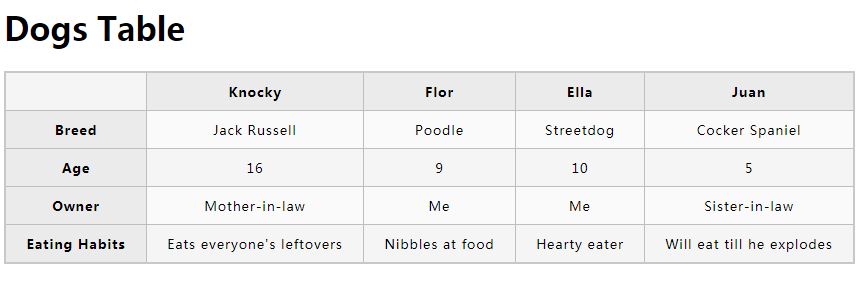 Dogs Table
Knocky Flor Ella Juan
Breed Jack Russell Poodle Streetdog Cocker Spaniel
Age 16 9 10 5
Owner Mother-in-law Me Me Sister-in-law
Eating Habits Eats everyone's leftovers Nibbles at food Hearty eater Will eat till he explodes